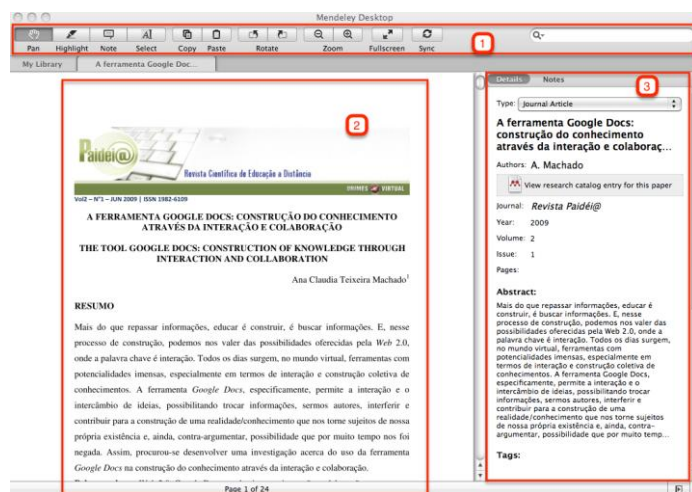 Mendeley Desktop
Pan Highlight Note Select Copy Paste Rotate Zoom Fullscreen Sync
1
My Library A ferramenta Google Doc...
2
Paidei@
Revista Científica de Educação a Distância
UNIMES VIRTUAL
Vol2 – Nº1 – JUN 2009 | ISSN 1982-6109
A FERRAMENTA GOOGLE DOCS: CONSTRUÇÃO DO CONHECIMENTO
ATRAVÉS DA INTERAÇÃO E COLABORAÇÃO
THE TOOL GOOGLE DOCS: CONSTRUCTION OF KNOWLEDGE THROUGH
INTERACTION AND COLLABORATION
Ana Claudia Teixeira Machado¹
RESUMO
Mais do que repassar informações, educar é construir, é buscar informações. E, nesse
processo de construção, podemos nos valer das possibilidades oferecidas pela Web 2.0,
onde a palavra chave é interação. Todos os dias surgem, no mundo virtual, ferramentas com
potencialidades imensas, especialmente em termos de interação e construção coletiva de
conhecimentos. A ferramenta Google Docs, especificamente, permite a interação e o
intercâmbio de ideias, possibilitando trocar informações, sermos autores, interferir e
contribuir para a construção de uma realidade/conhecimento que nos torne sujeitos de nossa
própria existência e, ainda, contra-argumentar, possibilidade que por muito tempo nos foi
negada. Assim, procurou-se desenvolver uma investigação acerca do uso da ferramenta
Google Docs na construção do conhecimento através da interação e colaboração.
Page 1 of 24
Details Notes
3
Type: Journal Article
A ferramenta Google Docs:
construção do conhecimento
através da interação e colaboraç...
Authors: A. Machado
View research catalog entry for this paper
Journal: Revista Paidéi@
Year: 2009
Volume: 2
Issue: 1
Pages:
Abstract:
Mais do que repassar informações, educar é
construir, é buscar informações. E, nesse
processo de construção, podemos nos valer das
possibilidades oferecidas pela Web 2.0, onde a
palavra chave é interação. Todos os dias surgem,
no mundo virtual, ferramentas com
potencialidades imensas, especialmente em
termos de interação e construção coletiva de
conhecimentos. A ferramenta Google Docs,
especificamente, permite a interação e o
intercâmbio de ideias, possibilitando trocar
informações, sermos autores, interferir e
contribuir para a construção de uma
realidade/conhecimento que nos torne sujeitos
de nossa própria existência e, ainda, contra-
argumentar, possibilidade que por muito temp...
Tags: